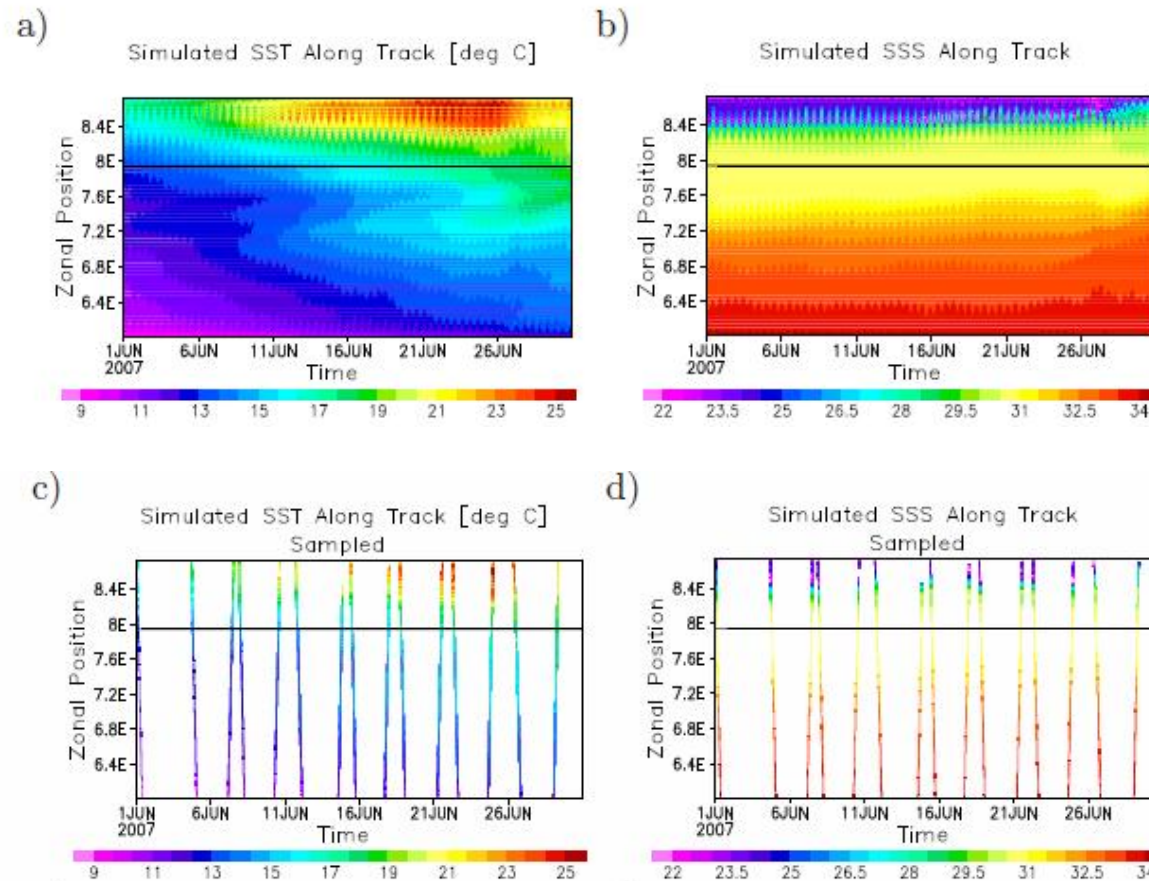 a)
Simulated SST Along Track [deg C]
Zonal Position
8.4E
8E
7.6E
7.2E
6.8E
6.4E
1JUN 6JUN 11JUN 16JUN 21JUN 26JUN
2007
Time
9 11 13 15 17 19 21 23 25
b)
Simulated SSS Along Track
Zonal Position
8.4E
8E
7.6E
7.2E
6.8E
6.4E
1JUN 6JUN 11JUN 16JUN 21JUN 26JUN
2007
Time
22 23.5 25 26.5 28 29.5 31 32.5 34
c)
Simulated SST Along Track [deg C]
Sampled
Zonal Position
8.4E
8E
7.6E
7.2E
6.8E
6.4E
1JUN 6JUN 11JUN 16JUN 21JUN 26JUN
2007
Time
9 11 13 15 17 19 21 23 25
d)
Simulated SSS Along Track
Sampled
Zonal Position
8.4E
8E
7.6E
7.2E
6.8E
6.4E
1JUN 6JUN 11JUN 16JUN 21JUN 26JUN
2007
Time
22 23.5 25 26.5 28 29.5 31 32.5 34